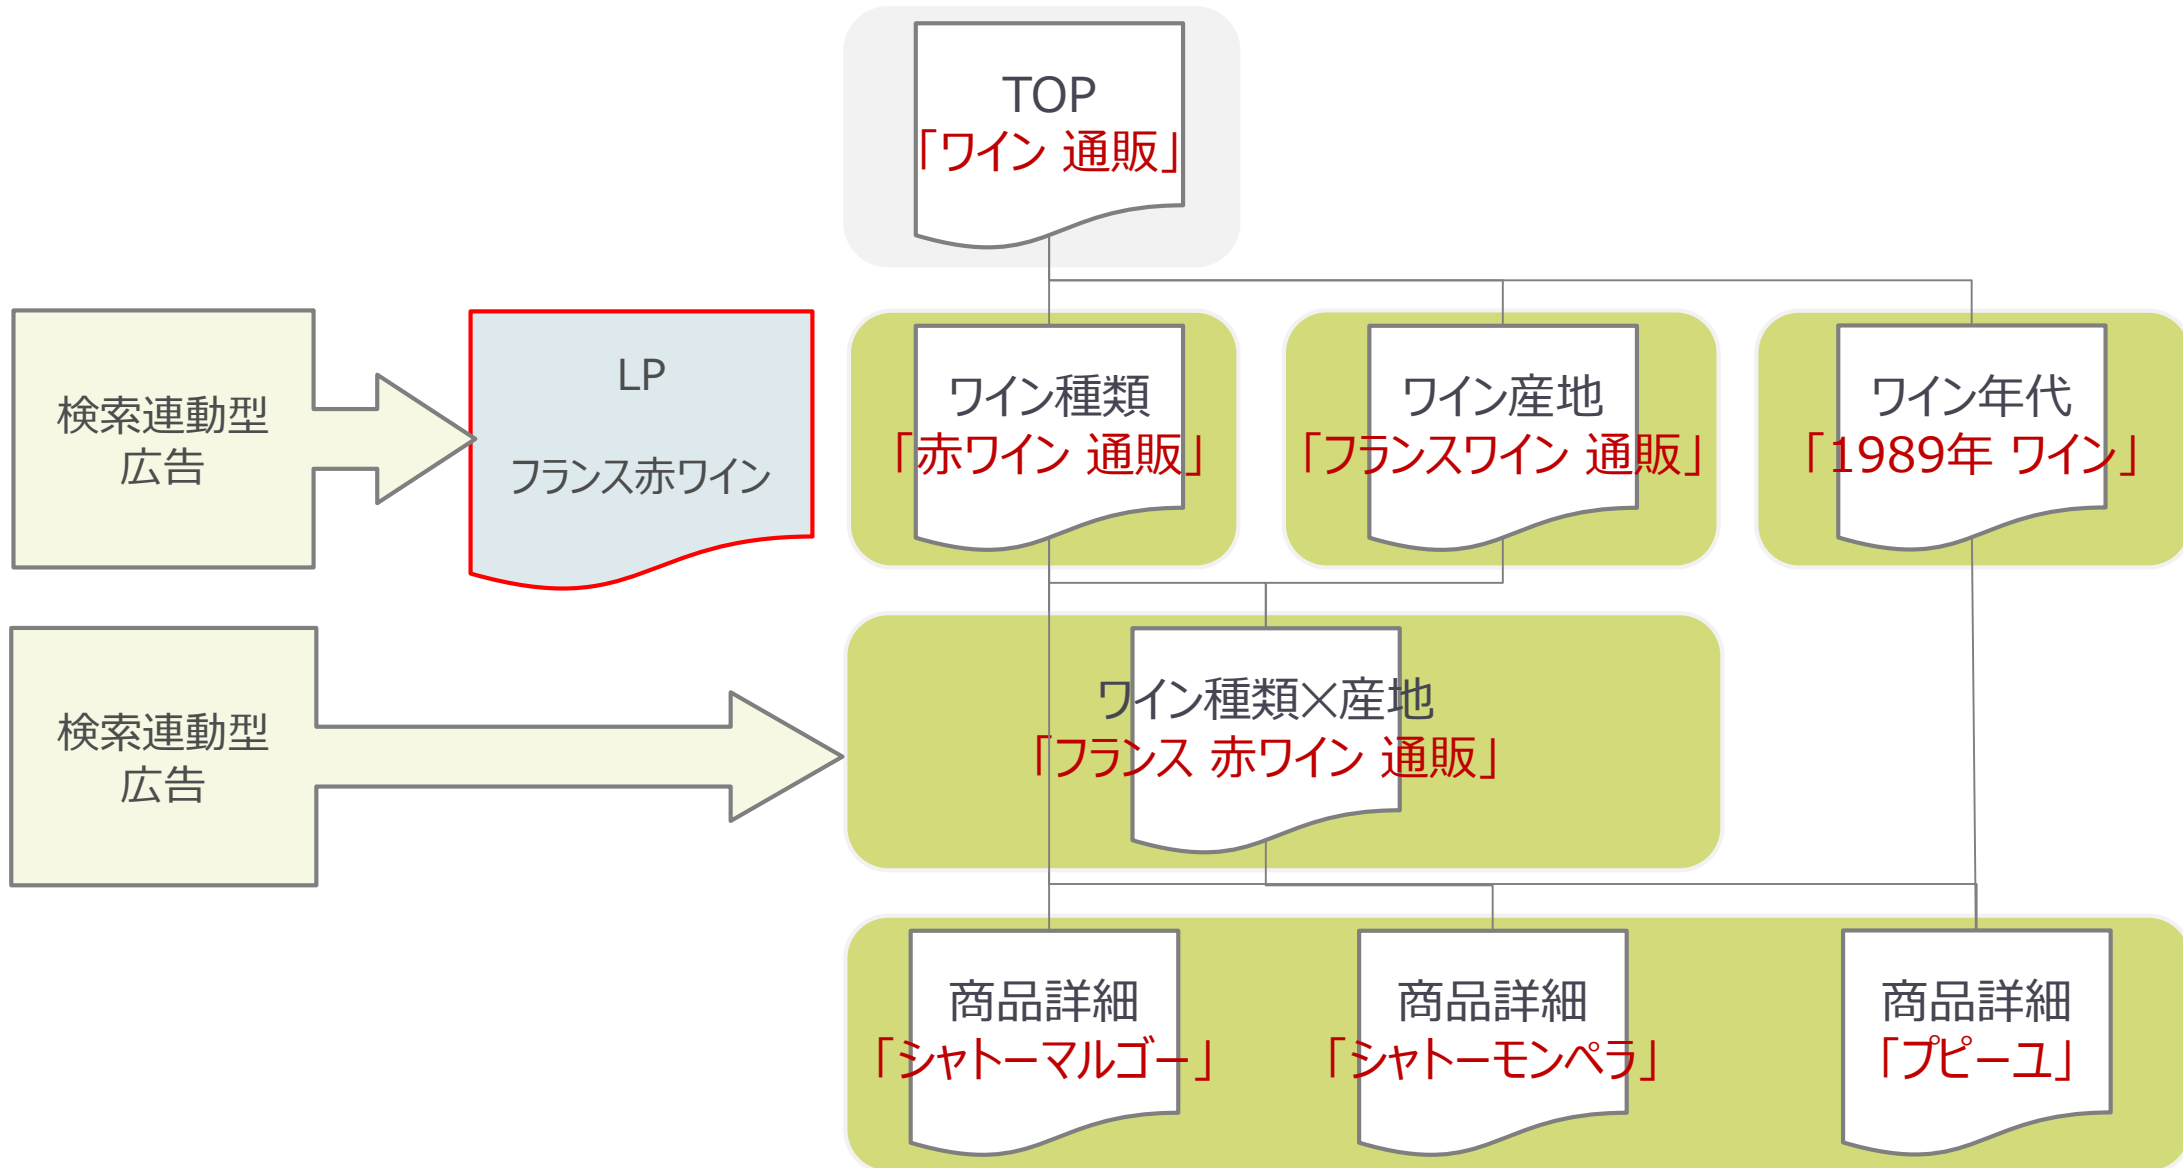 TOP
「ワイン 通販」
検索連動型
広告
LP
フランス赤ワイン
ワイン種類
「赤ワイン 通販」
ワイン産地
「フランスワイン 通販」
ワイン年代
「1989年 ワイン」
検索連動型
広告
ワイン種類×産地
「フランス 赤ワイン 通販」
商品詳細
「シャトーマルゴー」
商品詳細
「シャトーモンペラ」
商品詳細
「プピーユ」